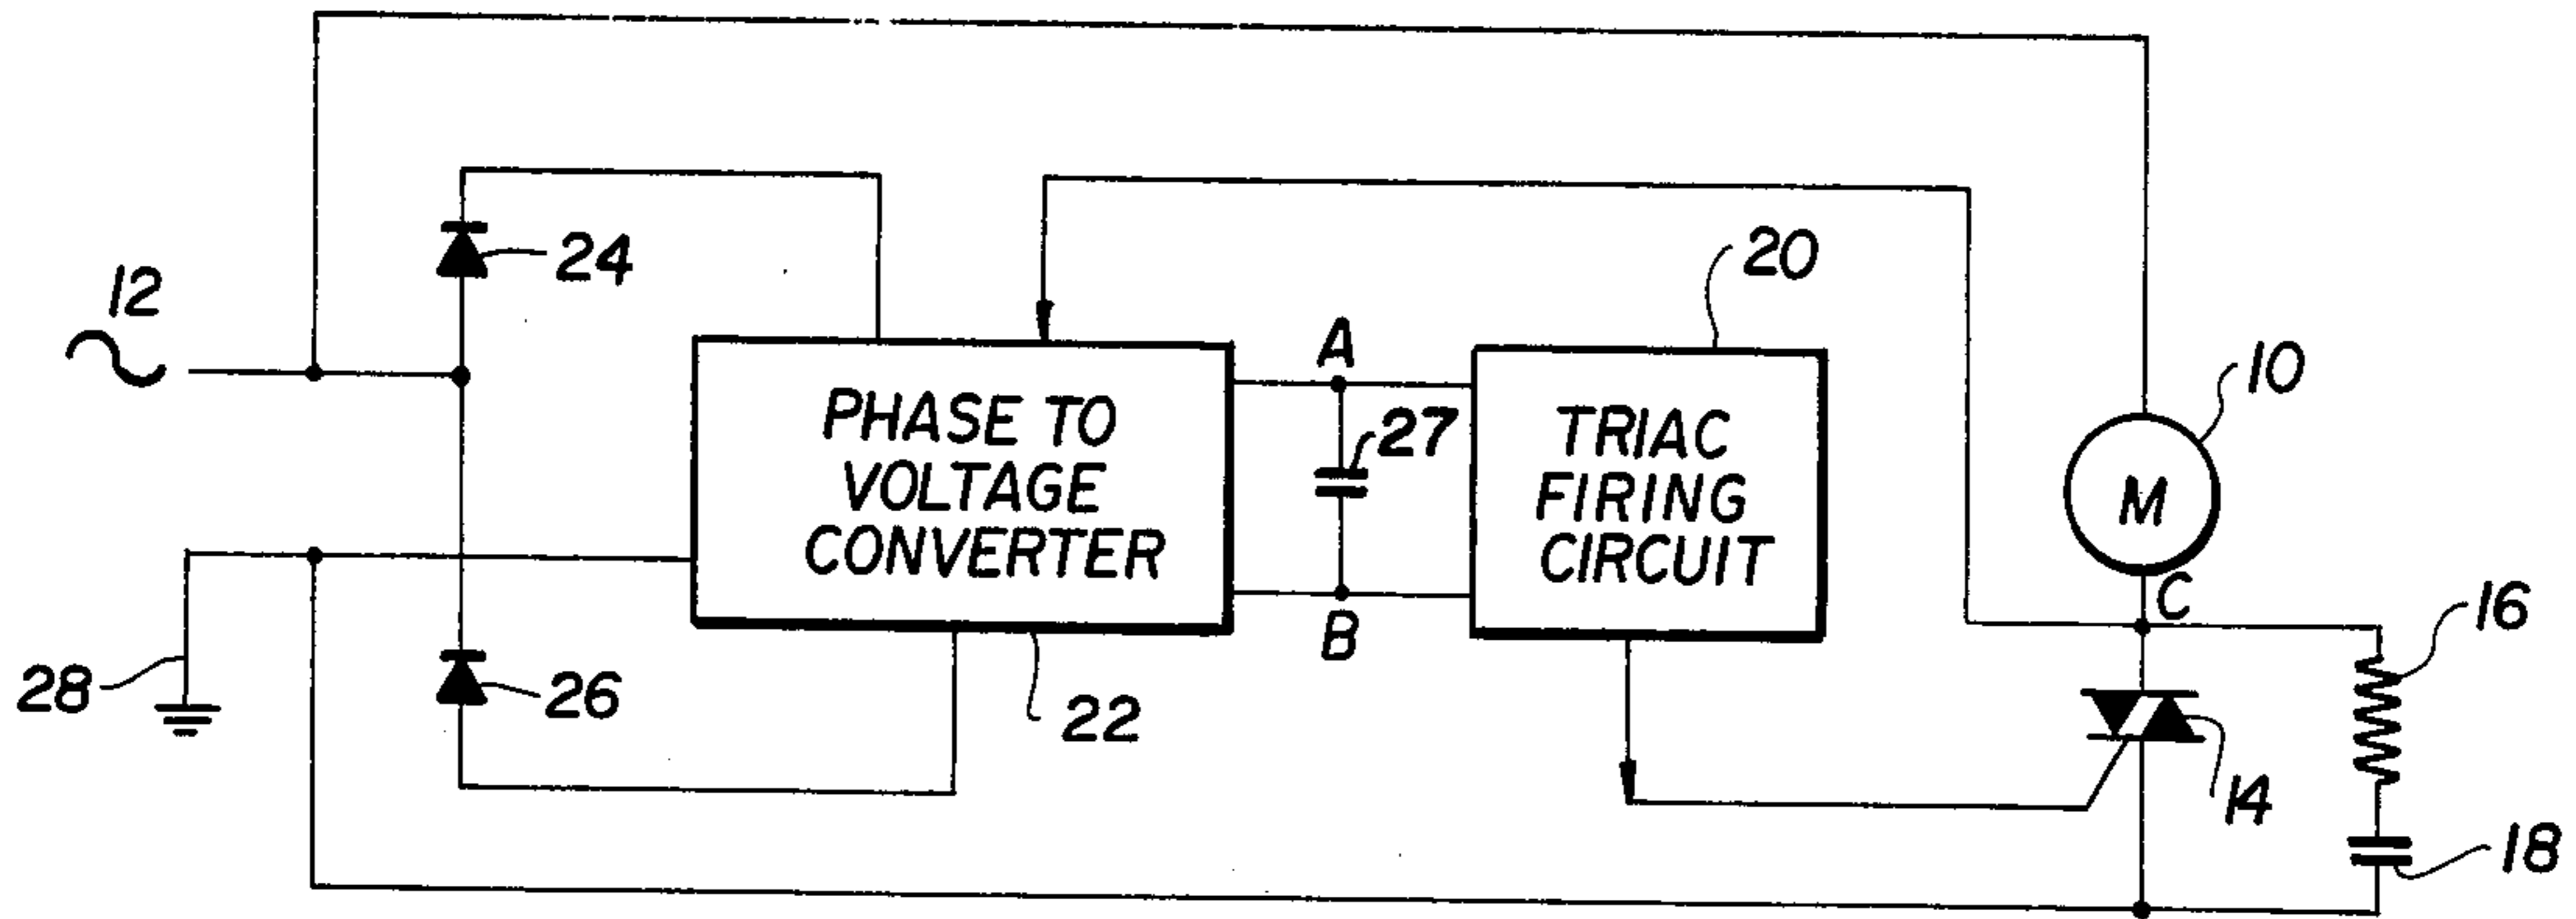 12
24
PHASE TO
VOLTAGE
CONVERTER
A
27
B
20
TRIAC
FIRING
CIRCUIT
10
M
C
16
14
18
28
26
22